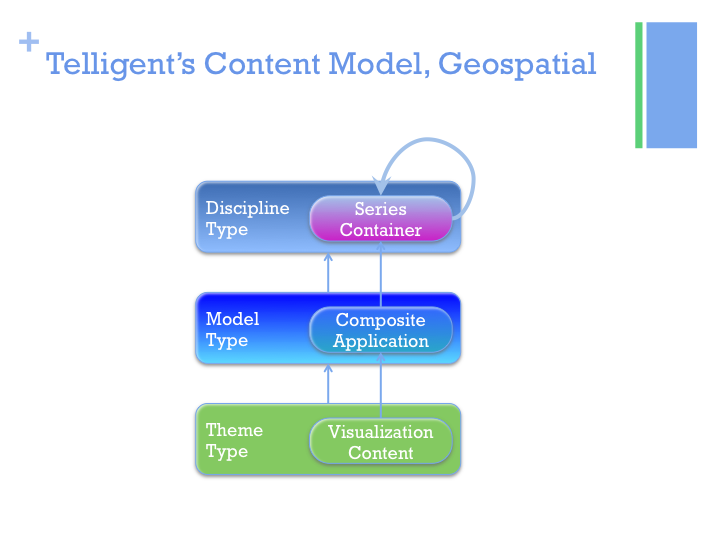 +
Telligent’s Content Model, Geospatial
Discipline
Type
Series
Container
Model
Type
Composite
Application
Theme
Type
Visualization
Content